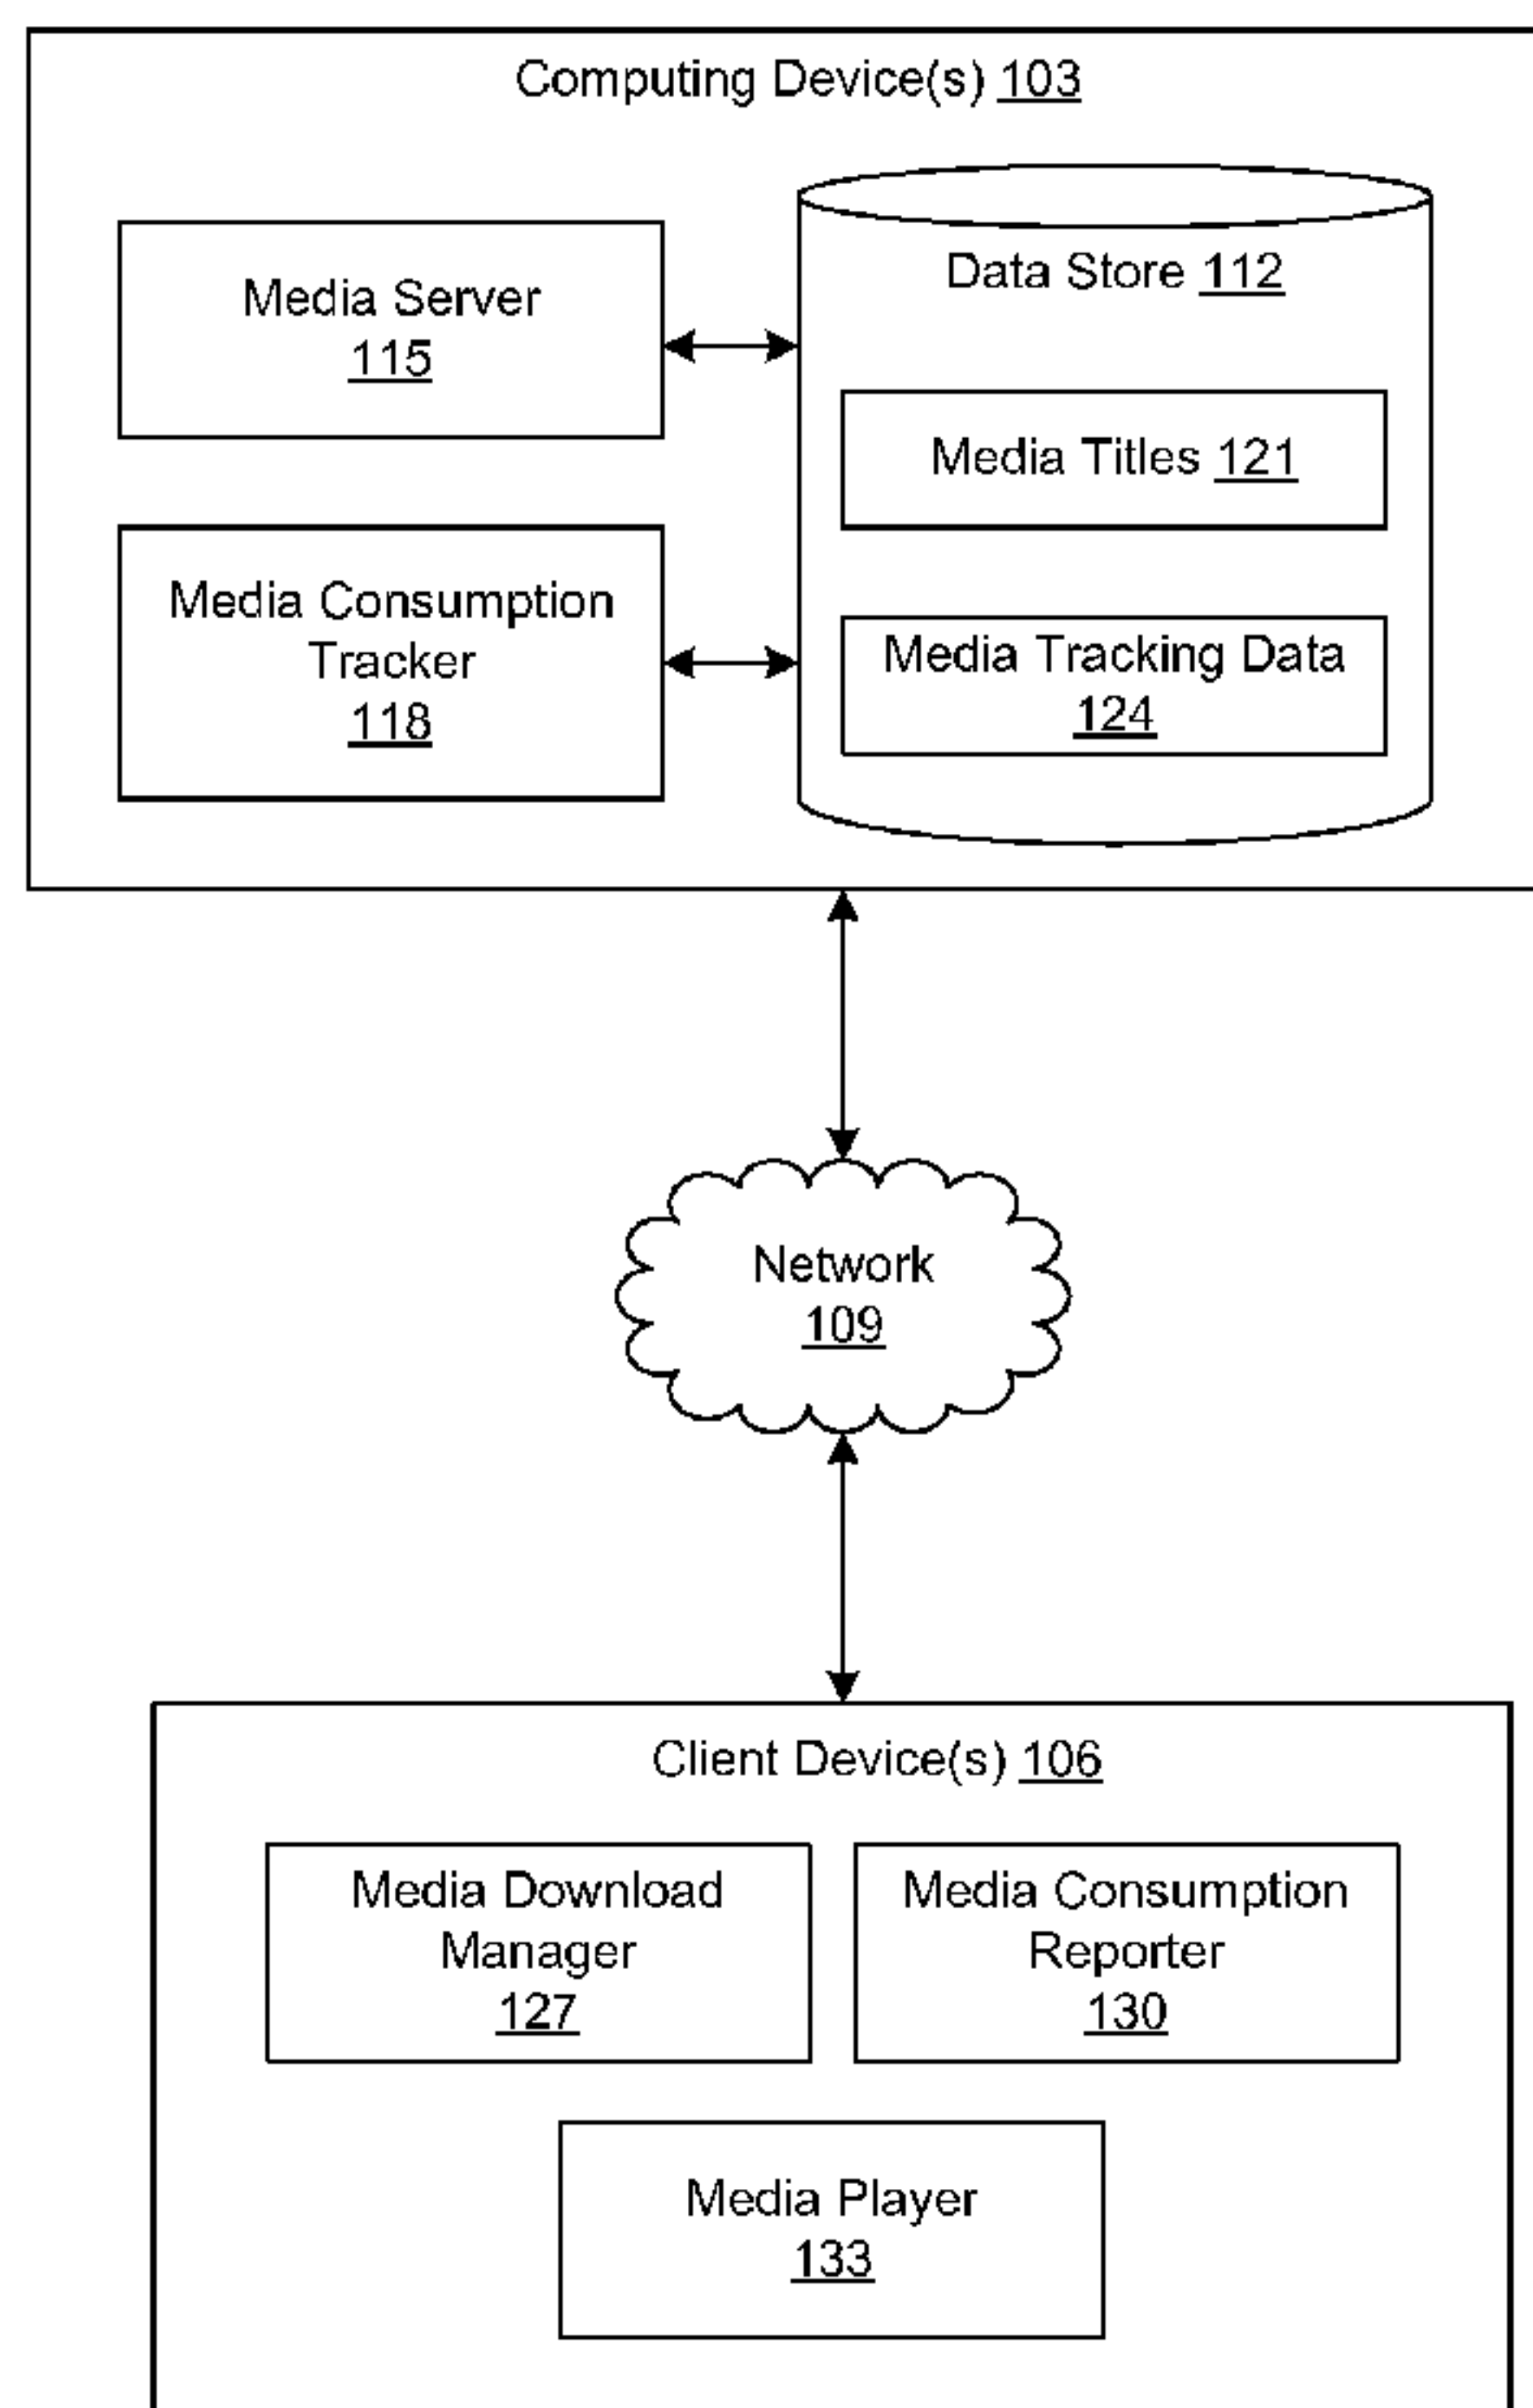 Computing Device(s) 103
Media Server
115
Data Store 112
Media Titles 121
Media Consumption
Tracker
118
Media Tracking Data
124
Network
109
Client Device(s) 106
Media Download
Manager
127
Media Consumption
Reporter
130
Media Player
133